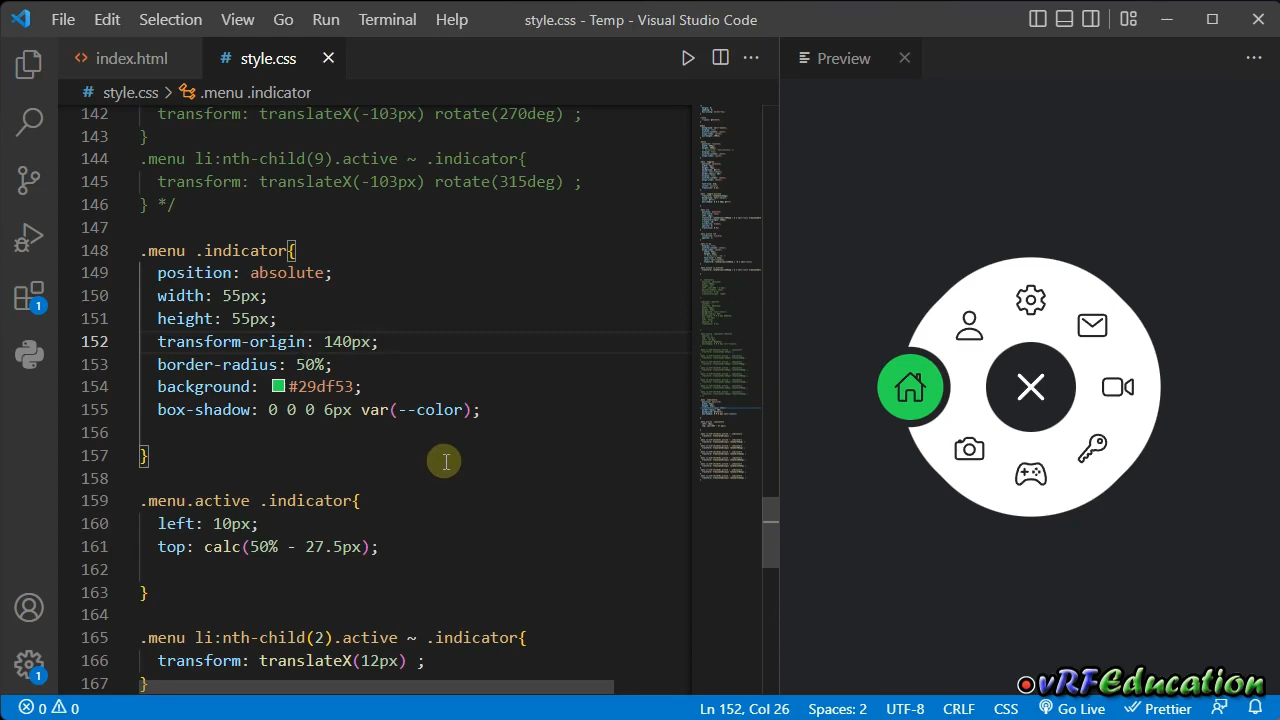 File Edit Selection View Go Run Terminal Help style.css - Temp - Visual Studio Code
index.html # style.css Preview
# style.css > .menu .indicator
142 transform: translateX(-103px) rotate(270deg) ;
143 }
144 .menu li:nth-child(9).active ~ .indicator{
145 transform: translateX(-103px) rotate(315deg) ;
146 } */
147
148 .menu .indicator{
149 position: absolute;
150 width: 55px;
151 height: 55px;
152 transform-origin: 140px;
153 border-radius: 50%;
154 background: #29df53;
155 box-shadow: 0 0 0 6px var(--color);
156
157 }
158
159 .menu.active .indicator{
160 left: 10px;
161 top: calc(50% - 27.5px);
162
163 }
164
165 .menu li:nth-child(2).active ~ .indicator{
166 transform: translateX(12px) ;
167 }
1
1
vRFEducation
0 0 Ln 152, Col 26 Spaces: 2 UTF-8 CRLF CSS Go Live Prettier